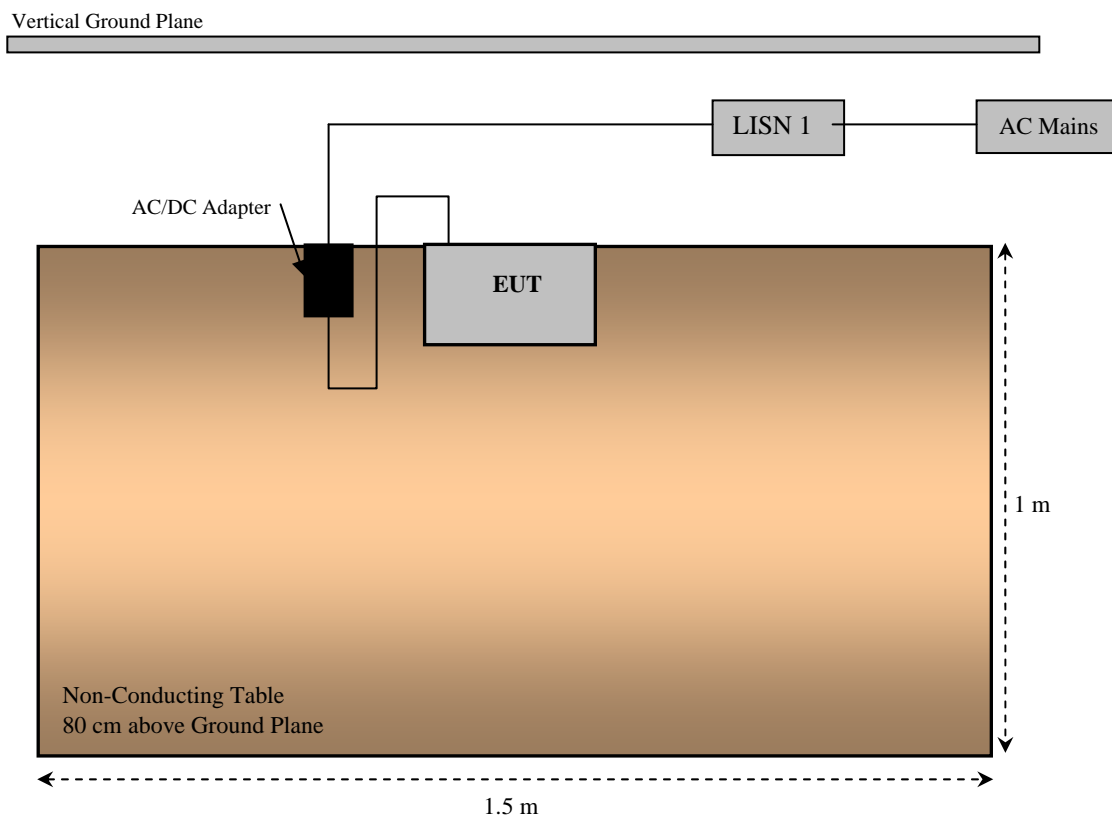 Vertical Ground Plane
LISN 1
AC Mains
AC/DC Adapter
EUT
1 m
Non-Conducting Table
80 cm above Ground Plane
1.5 m